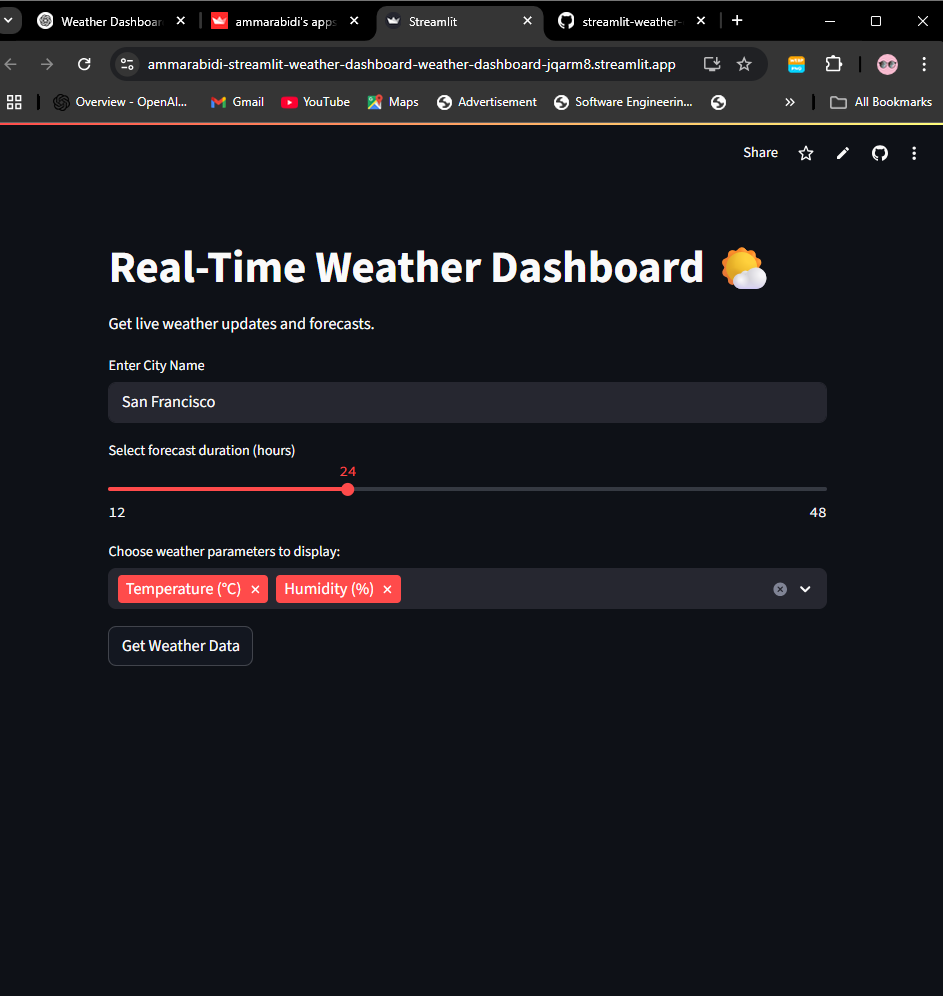 Weather Dashboar
ammarabidi's apps
Streamlit
streamlit-weather-
ammarabidi-streamlit-weather-dashboard-weather-dashboard-jqarm8.streamlit.app
Overview - OpenAI...
Gmail
YouTube
Maps
Advertisement
Software Engineerin...
All Bookmarks
Share
Real-Time Weather Dashboard
Get live weather updates and forecasts.
Enter City Name
San Francisco
Select forecast duration (hours)
24
12
48
Choose weather parameters to display:
Temperature (°C)
Humidity (%)
Get Weather Data